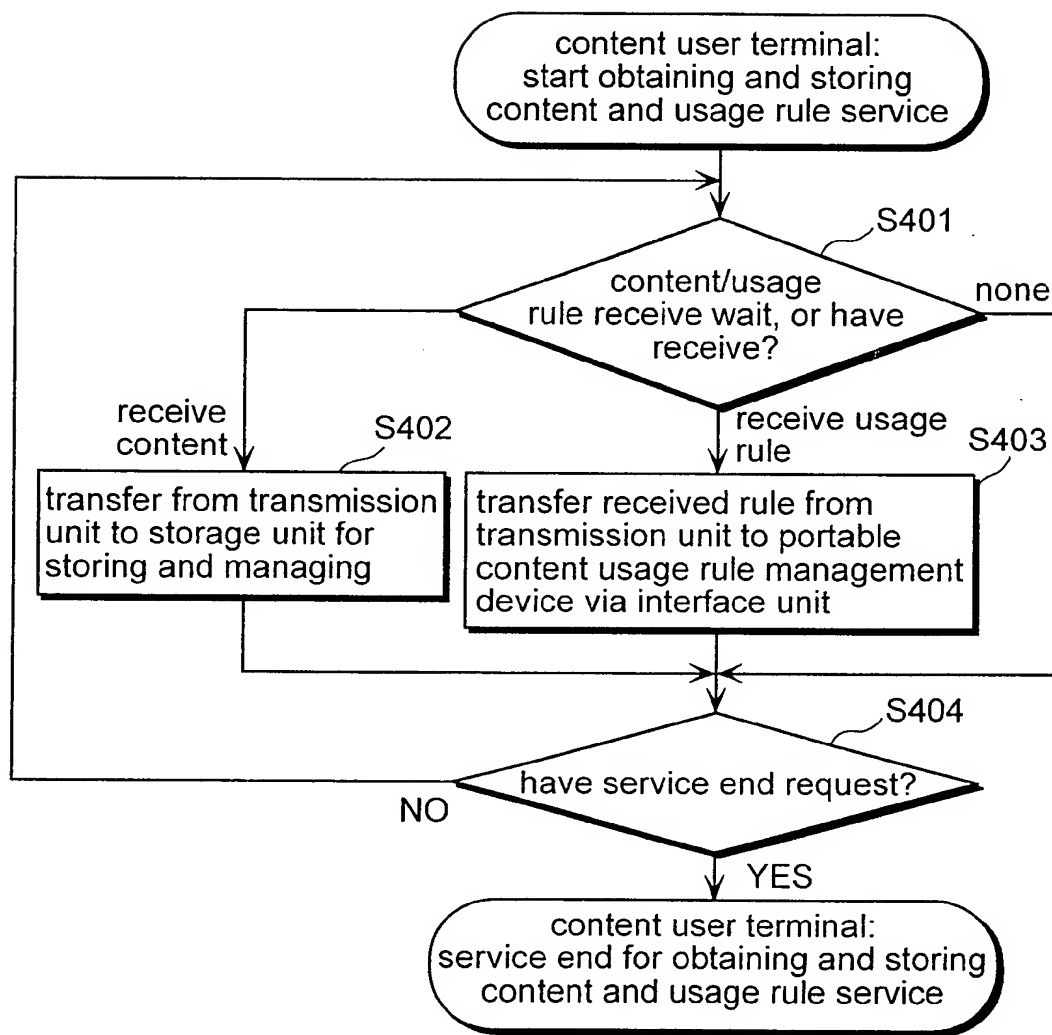 content user terminal:
start obtaining and storing
content and usage rule service
S401
content/usage
rule receive wait, or have
receive?
none
receive
content
S402
receive usage
rule
S403
transfer from transmission
unit to storage unit for
storing and managing
transfer received rule from
transmission unit to portable
content usage rule management
device via interface unit
S404
have service end request?
NO
YES
content user terminal:
service end for obtaining and storing
content and usage rule service